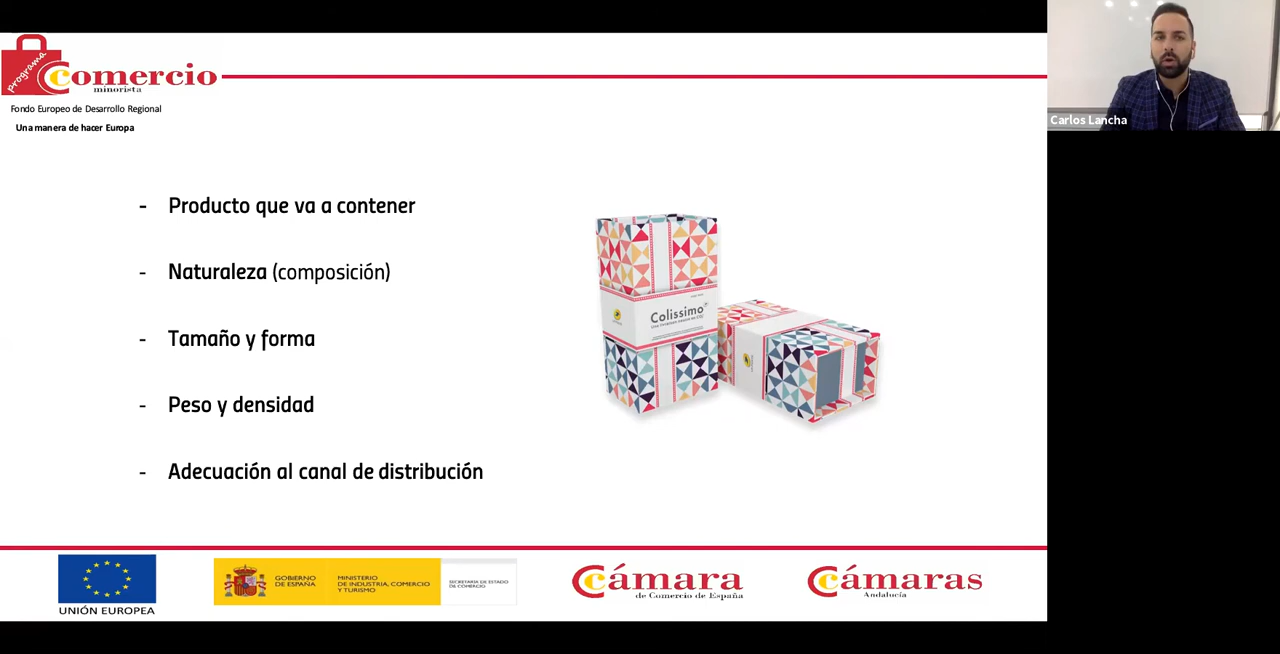 programa
comercio
minorista
Fondo Europeo de Desarrollo Regional
Una manera de hacer Europa
Carlos Lancha
- Producto que va a contener
- Naturaleza (composición)
- Tamaño y forma
- Peso y densidad
- Adecuación al canal de distribución
Colissimo
UNIÓN EUROPEA
GOBIERNO
DE ESPAÑA
MINISTERIO
DE INDUSTRIA, COMERCIO
Y TURISMO
SECRETARÍA DE ESTADO
DE COMERCIO
Cámara
de Comercio de España
Cámaras
Andalucía